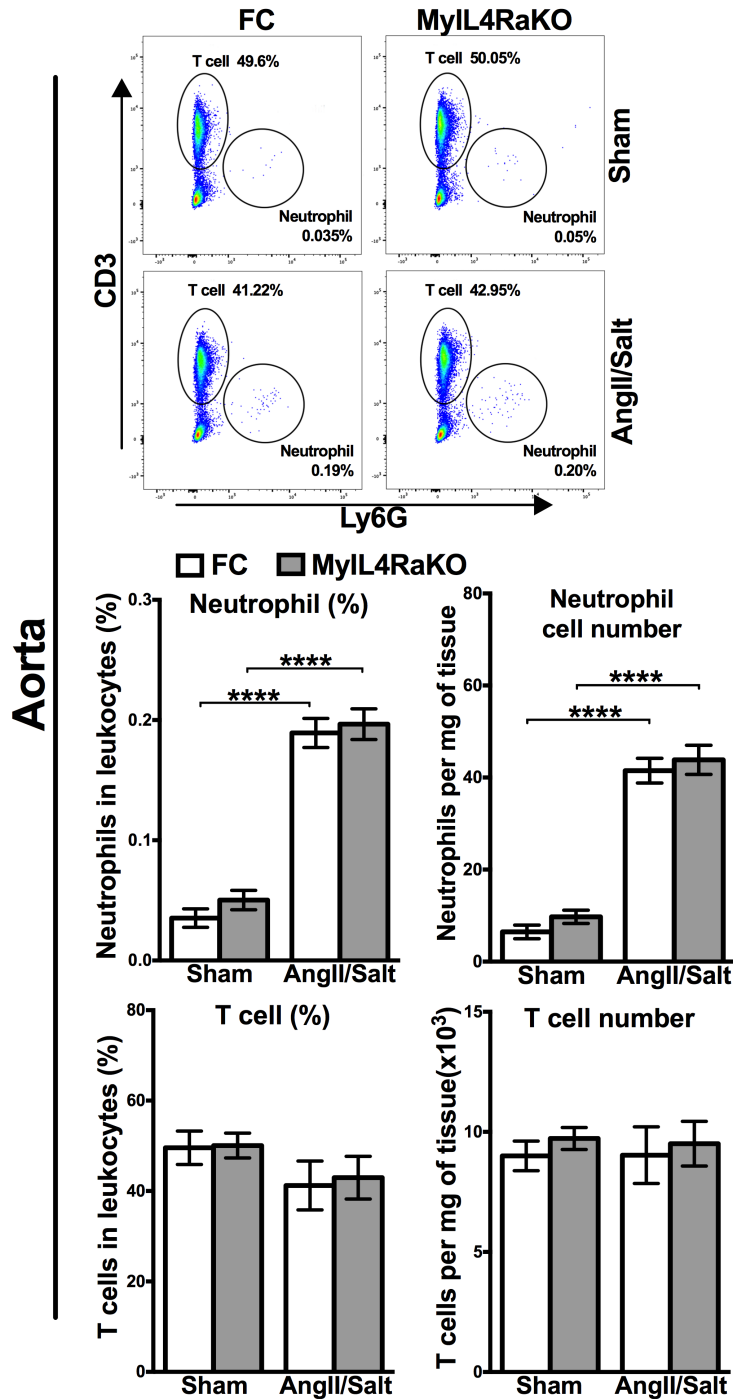 FC MyIL4RaKO
T cell 49.6%
Neutrophil
0.035%
T cell 50.05%
Neutrophil
0.05%
Sham
T cell 41.22%
Neutrophil
0.19%
T cell 42.95%
Neutrophil
0.20%
AngII/Salt
CD3
Ly6G
Aorta
FC MyIL4RaKO
Neutrophil (%)
Neutrophils in leukocytes (%)
0.3
0.2
0.1
0.0
**** ****
Sham AngII/Salt
Neutrophil
cell number
Neutrophils per mg of tissue
80
60
40
20
0
**** ****
Sham AngII/Salt
T cell (%)
T cells in leukocytes (%)
80
60
40
20
0
Sham AngII/Salt
T cell number
T cells per mg of tissue(x10³)
15
10
5
0
Sham AngII/Salt